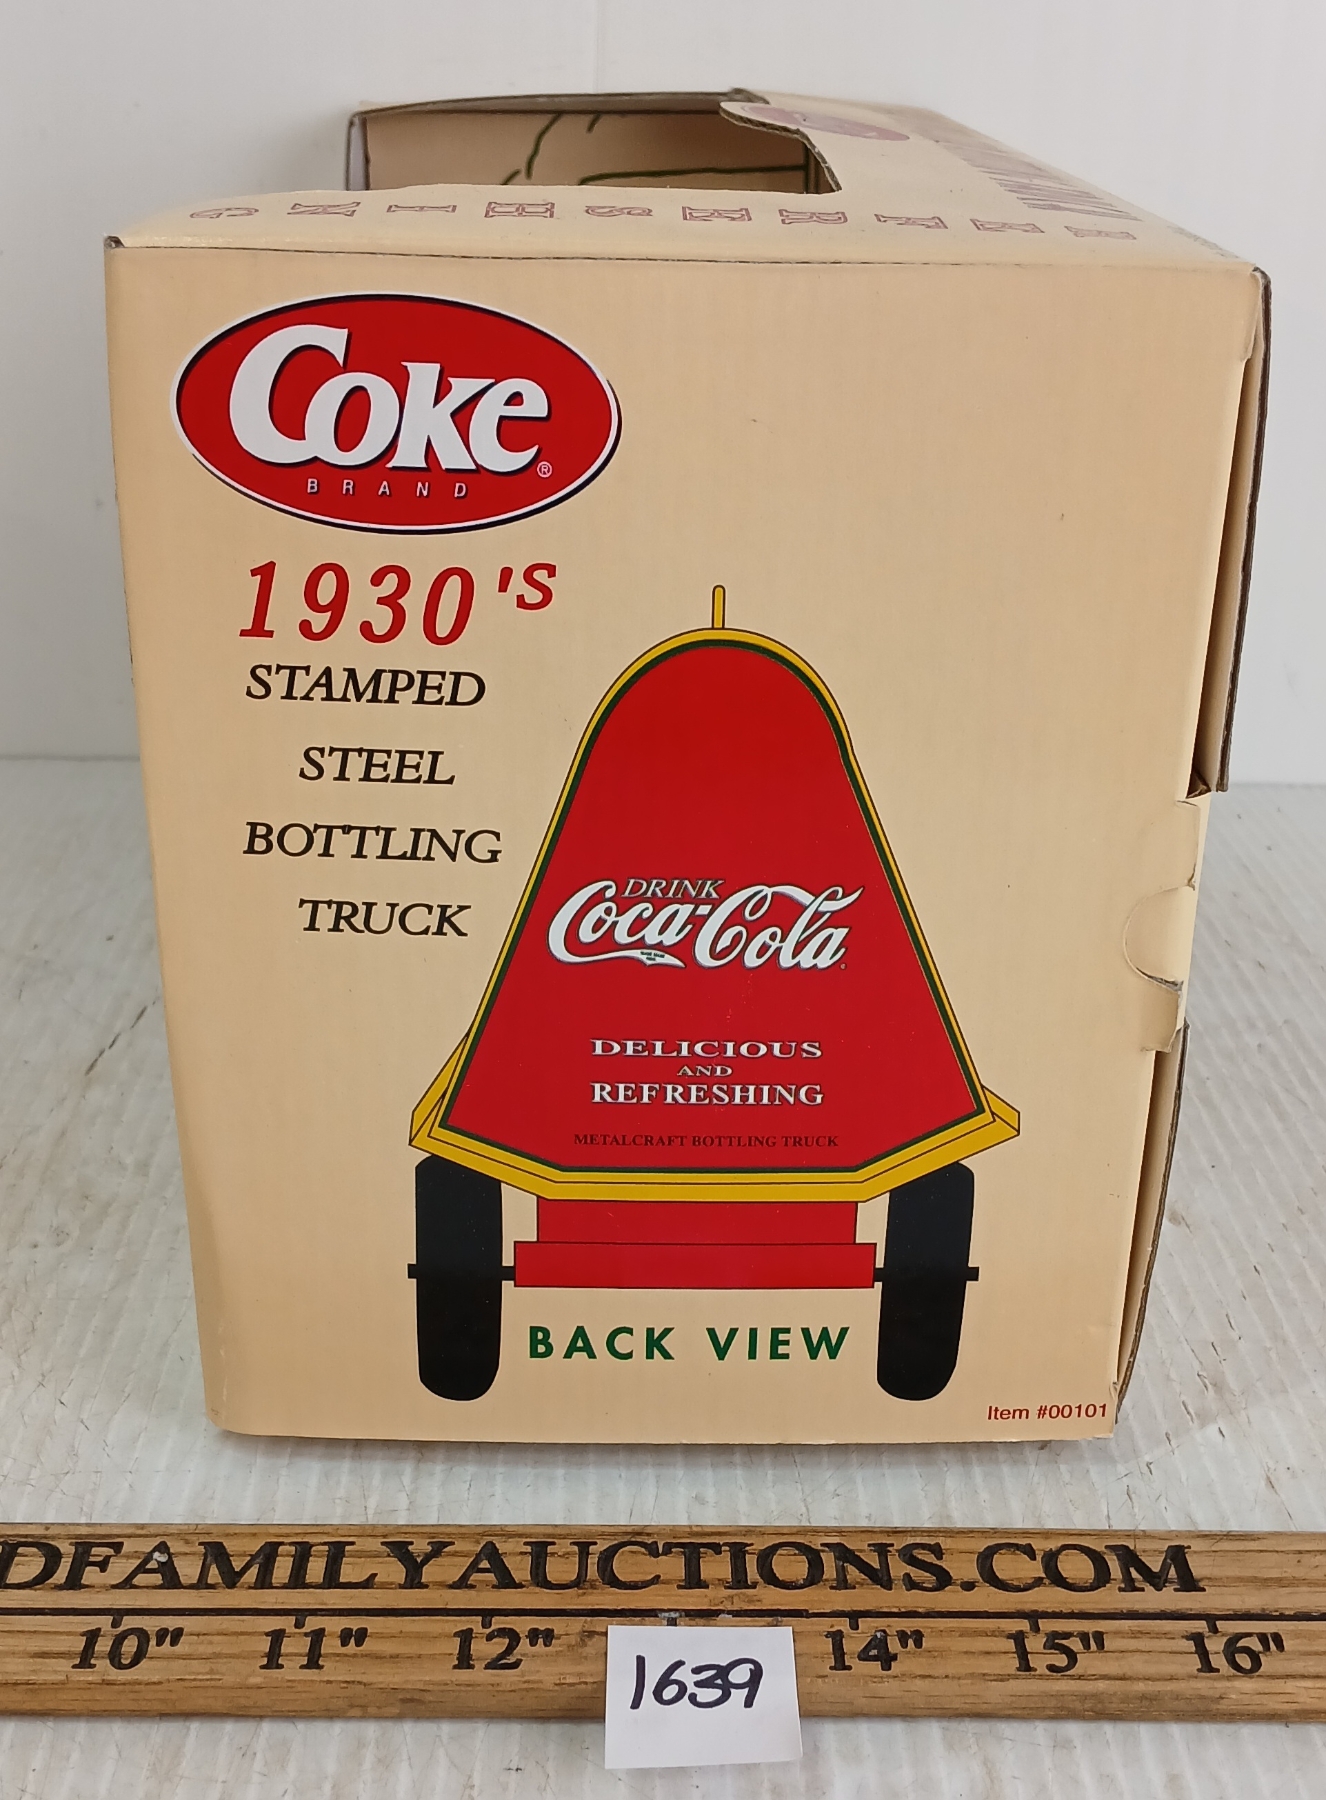 REFRESHING
Coke®
BRAND
1930's
STAMPED
STEEL
BOTTLING
TRUCK
DRINK
Coca-Cola
DELICIOUS
AND
REFRESHING
METALCRAFT BOTTLING TRUCK
BACK VIEW
Item #00101
DFAMILYAUCTIONS.COM
10" 11" 12" 14" 15" 16"
1639